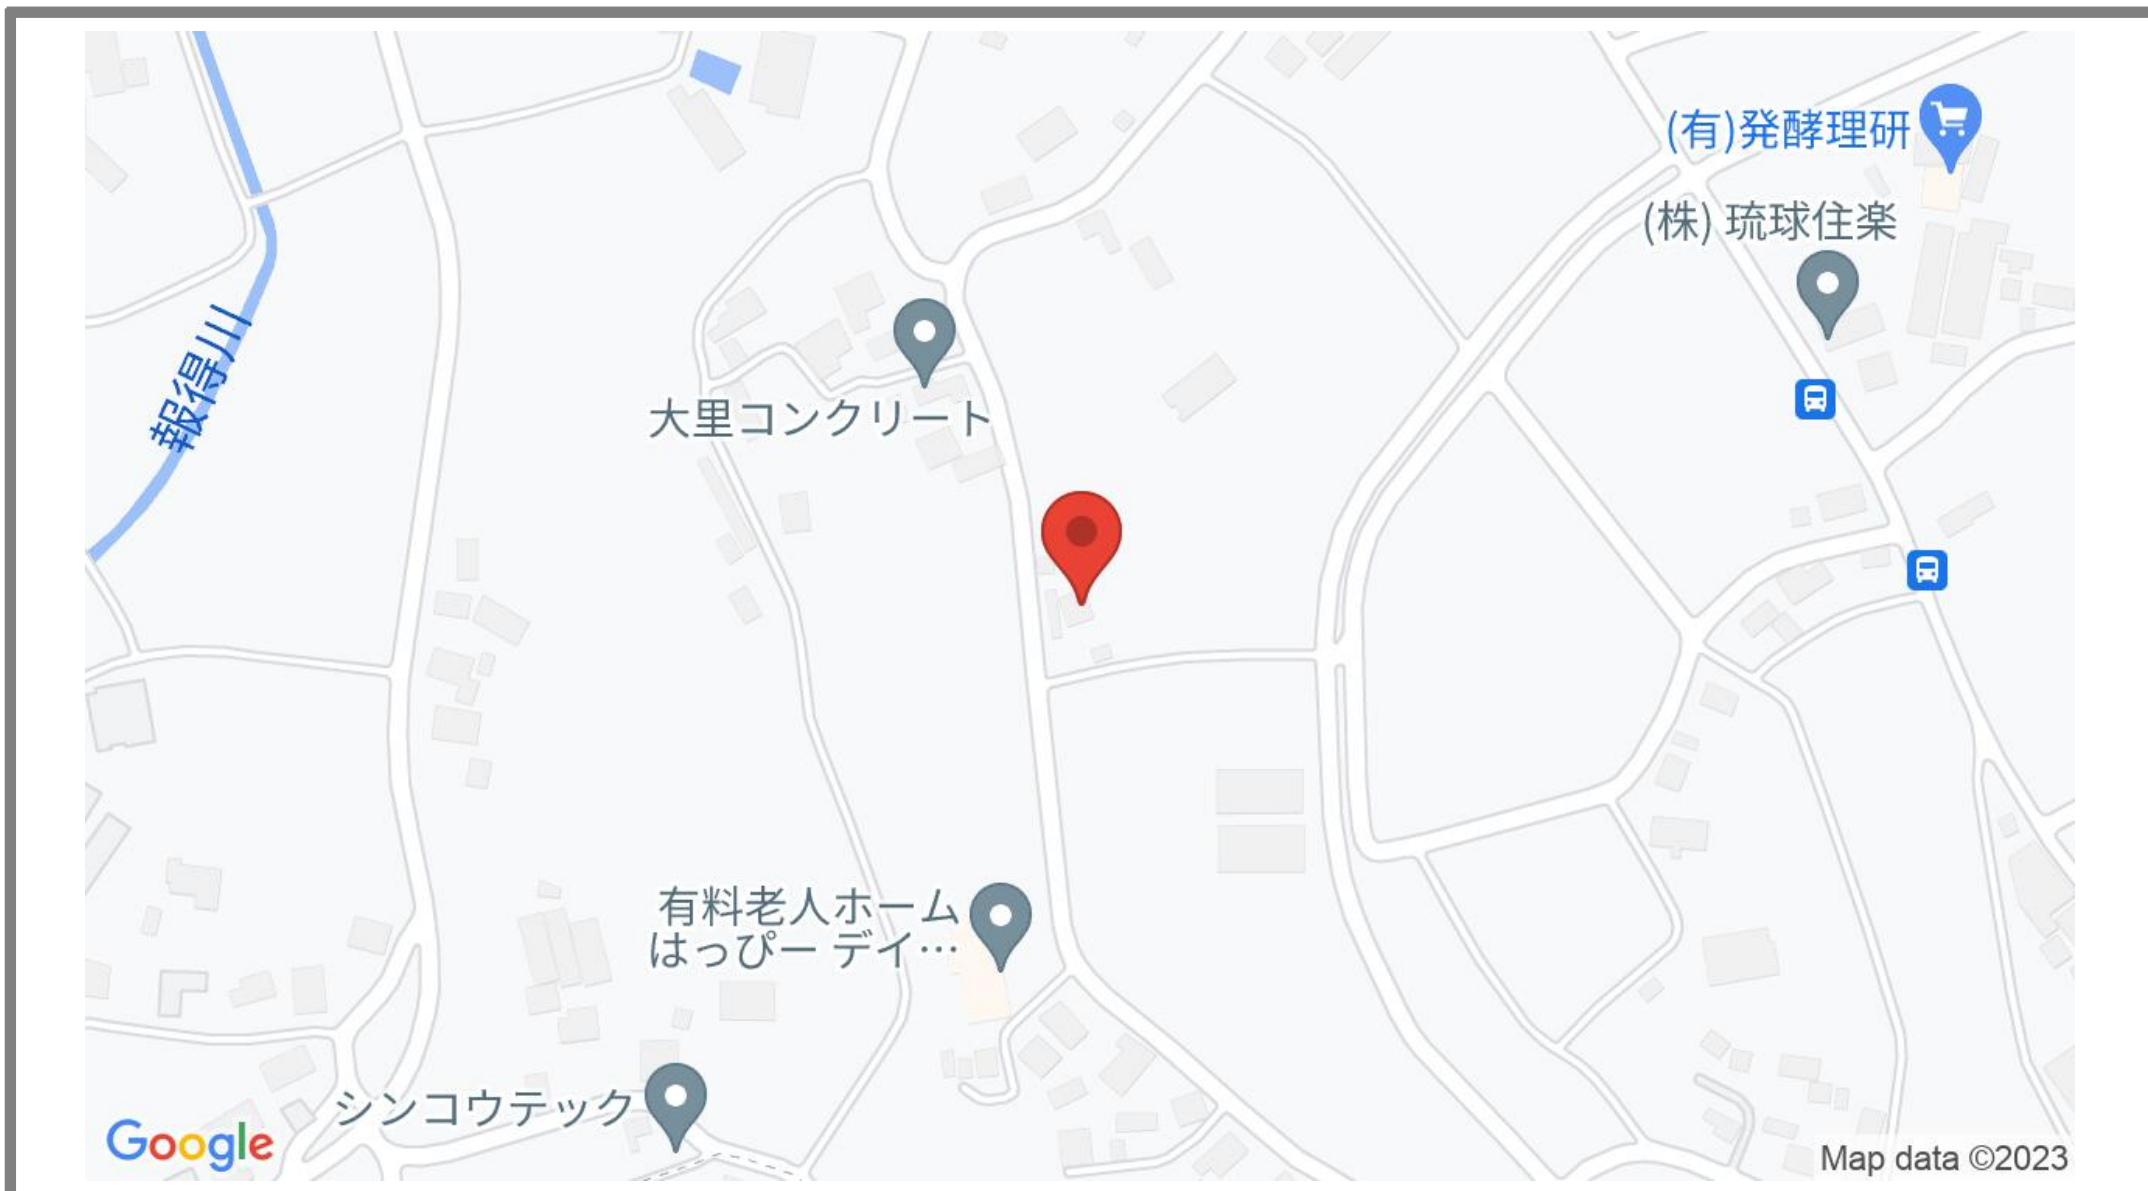 (有)発酵理研
(株) 琉球住楽
報得川
大里コンクリート
有料老人ホーム
はっぴー デイ…
シンコウテック
Google
Map data ©2023